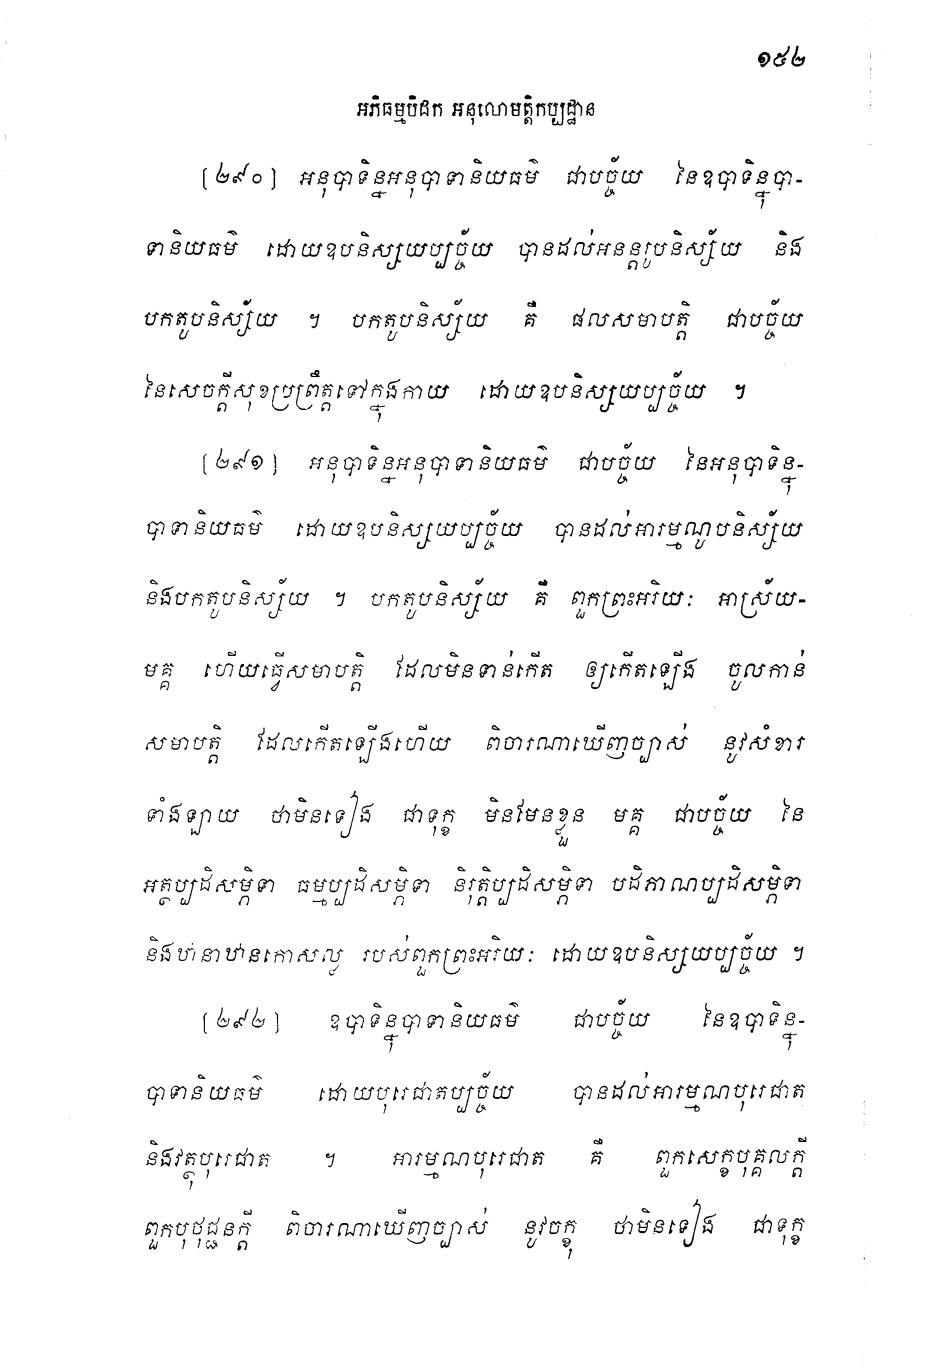 ១៥២
អភិធម្មបិដក អនុលោមត្តិកប្បដ្ឋាន
[២៩០] អនុបាទិន្នអនុបាទានិយធម៌ ជាបច្ច័យ នៃឧបាទិន្នុបា-
ទានិយធម៌ ដោយឧបនិស្សយប្បច្ច័យ បានដល់អនន្តរូបនិស្ស័យ និង
បកតូបនិស្ស័យ ។ បកតូបនិស្ស័យ គឺ ផលសមាបត្តិ ជាបច្ច័យ
នៃសេចក្តីសុខប្រព្រឹត្តទៅក្នុងកាយ ដោយឧបនិស្សយប្បច្ច័យ ។
[២៩១] អនុបាទិន្នអនុបាទានិយធម៌ ជាបច្ច័យ នៃអនុបាទិន្នុ-
បាទានិយធម៌ ដោយឧបនិស្សយប្បច្ច័យ បានដល់អារម្មណូបនិស្ស័យ
និងបកតូបនិស្ស័យ ។ បកតូបនិស្ស័យ គឺ ពួកព្រះអរិយៈ អាស្រ័យ-
មគ្គ ហើយធ្វើសមាបត្តិ ដែលមិនទាន់កើត ឲ្យកើតឡើង ចូលកាន់
សមាបត្តិ ដែលកើតឡើងហើយ ពិចារណាឃើញច្បាស់ នូវសំខារ
ទាំងឡាយ ថាមិនទៀង ជាទុក្ខ មិនមែនខ្លួន មគ្គ ជាបច្ច័យ នៃ
អត្ថប្បដិសម្ភិទា ធម្មប្បដិសម្ភិទា និរុត្តិប្បដិសម្ភិទា បដិភាណប្បដិសម្ភិទា
និងឋានាឋានកោសល្ល របស់ពួកព្រះអរិយៈ ដោយឧបនិស្សយប្បច្ច័យ ។
[២៩២] ឧបាទិន្នុបាទានិយធម៌ ជាបច្ច័យ នៃឧបាទិន្នុ-
បាទានិយធម៌ ដោយបុរេជាតប្បច្ច័យ បានដល់អារម្មណបុរេជាត
និងវត្ថុបុរេជាត ។ អារម្មណបុរេជាត គឺ ពួកសេក្ខបុគ្គលក្តី
ពួកបុថុជ្ជនក្តី ពិចារណាឃើញច្បាស់ នូវចក្ខុ ថាមិនទៀង ជាទុក្ខ